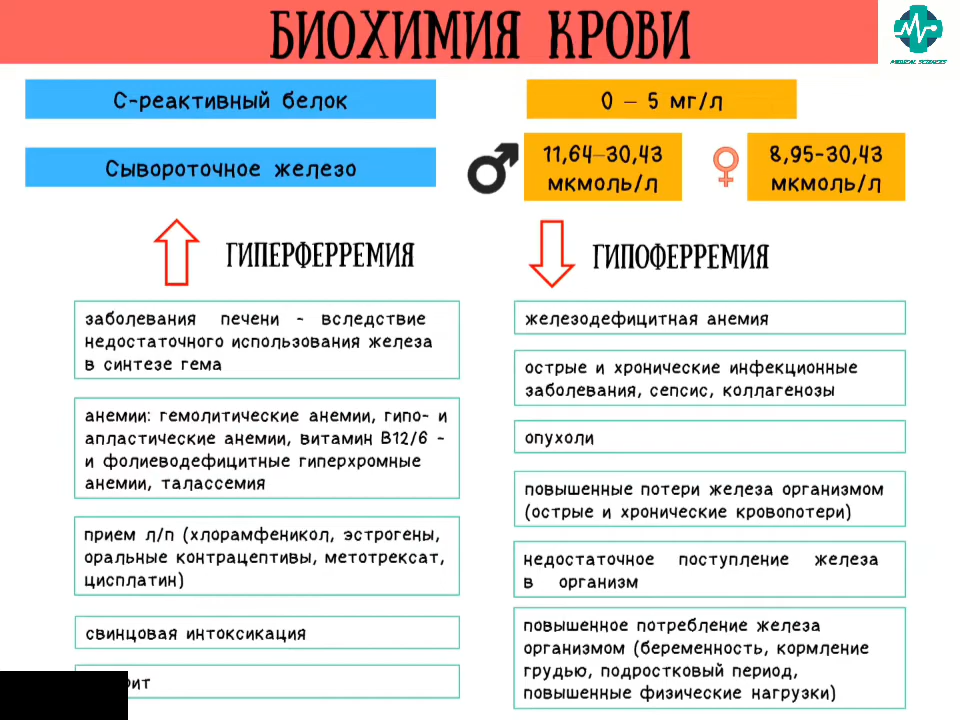 БИОХИМИЯ КРОВИ
MEDICAL SCIENCES
С-реактивный белок
0 – 5 мг/л
Сывороточное железо
11,64–30,43
мкмоль/л
8,95-30,43
мкмоль/л
ГИПЕРФЕРРЕМИЯ
заболевания печени - вследствие
недостаточного использования железа
в синтезе гема
анемии: гемолитические анемии, гипо- и
апластические анемии, витамин В12/6 -
и фолиеводефицитные гиперхромные
анемии, талассемия
прием л/п (хлорамфеникол, эстрогены,
оральные контрацептивы, метотрексат,
цисплатин)
свинцовая интоксикация
ГИПОФЕРРЕМИЯ
железодефицитная анемия
острые и хронические инфекционные
заболевания, сепсис, коллагенозы
опухоли
повышенные потери железа организмом
(острые и хронические кровопотери)
недостаточное поступление железа
в организм
повышенное потребление железа
организмом (беременность, кормление
грудью, подростковый период,
повышенные физические нагрузки)